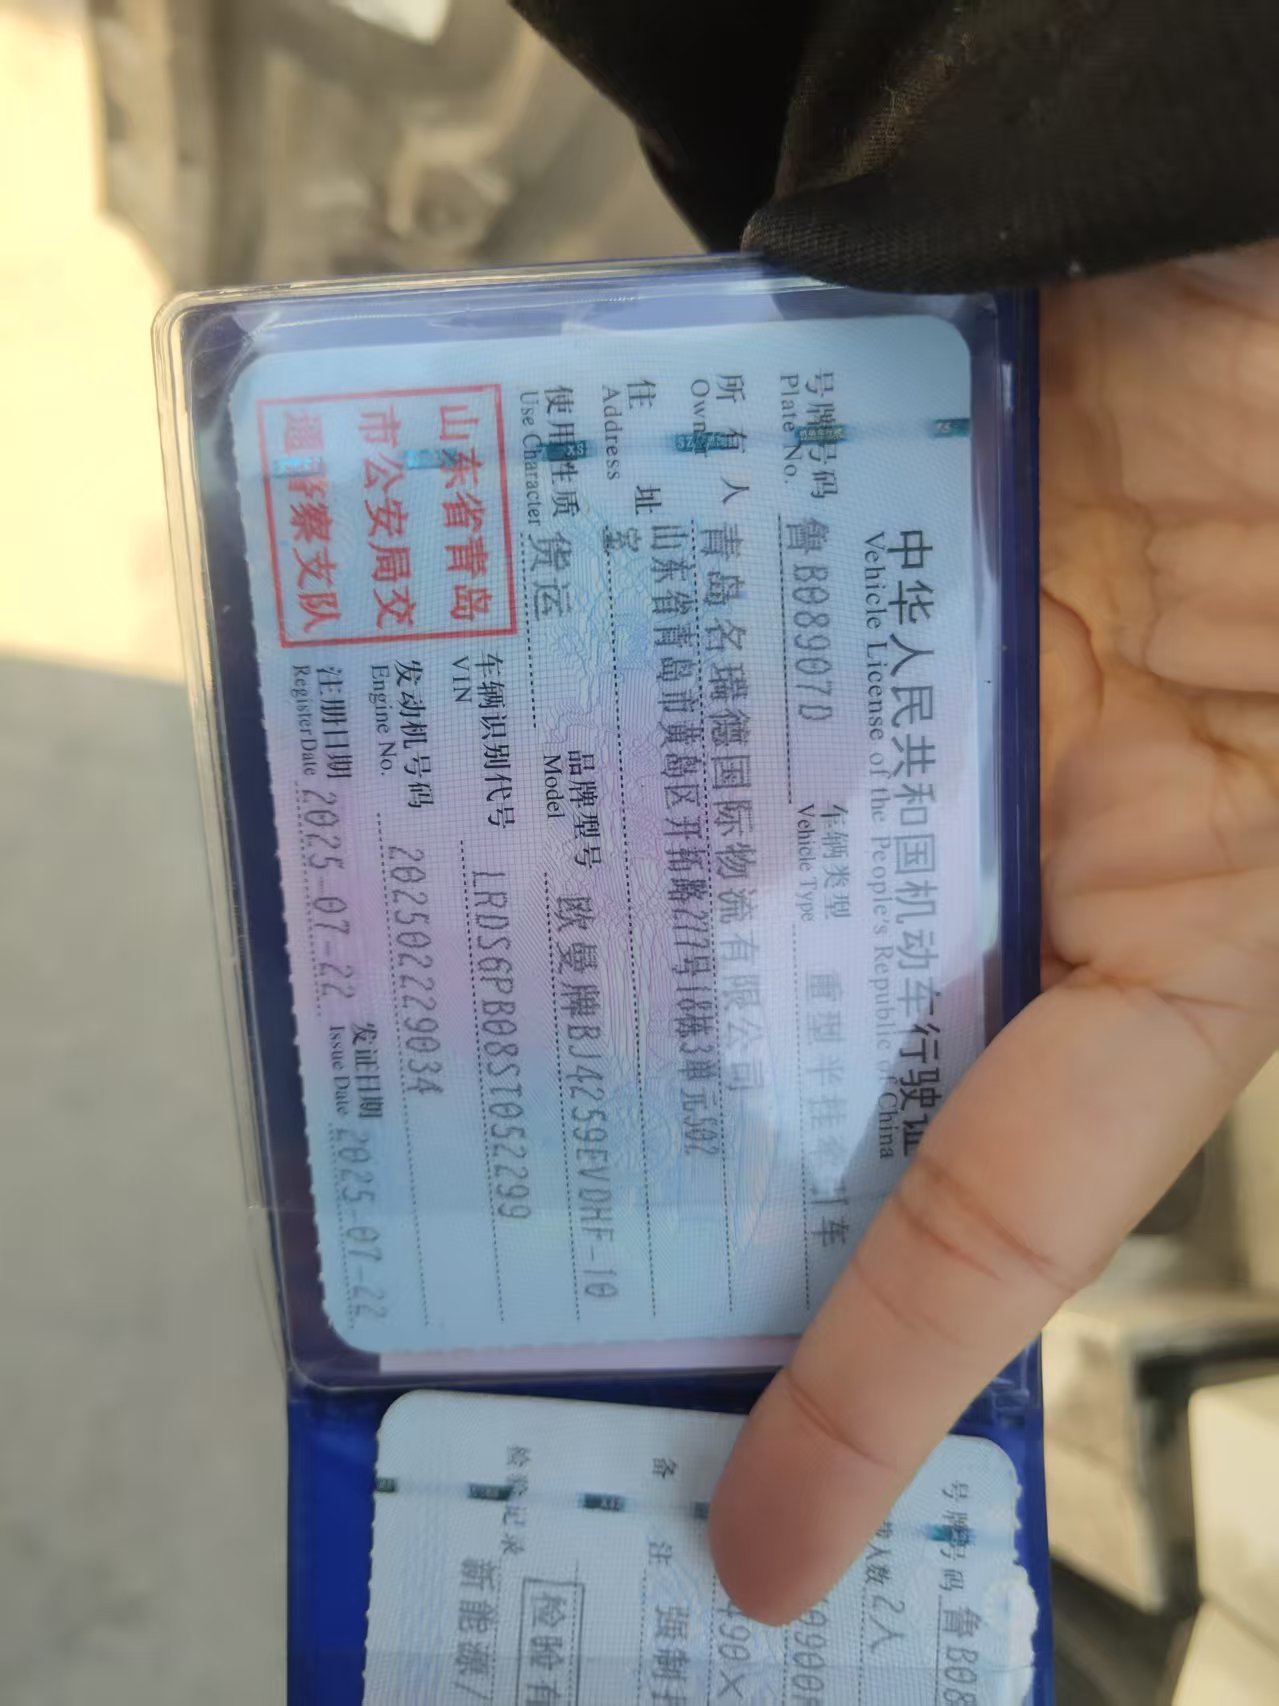 中华人民共和国机动车行驶证
Vehicle License of the People's Republic of China
号牌号码 鲁B08907D 车辆类型 重型半挂牵引车
Plate No. Vehicle Type
所有人 青岛名瑞德国际物流有限公司
Owner
住址 山东省青岛市黄岛区开拓路277号18栋3单元502
Address 室
使用性质 货运 品牌型号 欧曼牌BJ4259EVDHF-10
Use Character Model
山东省青岛
市公安局交
通警察支队
车辆识别代号 LRDS6PB08ST052299
VIN
发动机号码 202502229034
Engine No.
注册日期 2025-07-22 发证日期 2025-07-22
Register Date Issue Date
号牌号码 鲁B08
人数 2人
490×
备注 强制
检验有
检验记录 新能源/